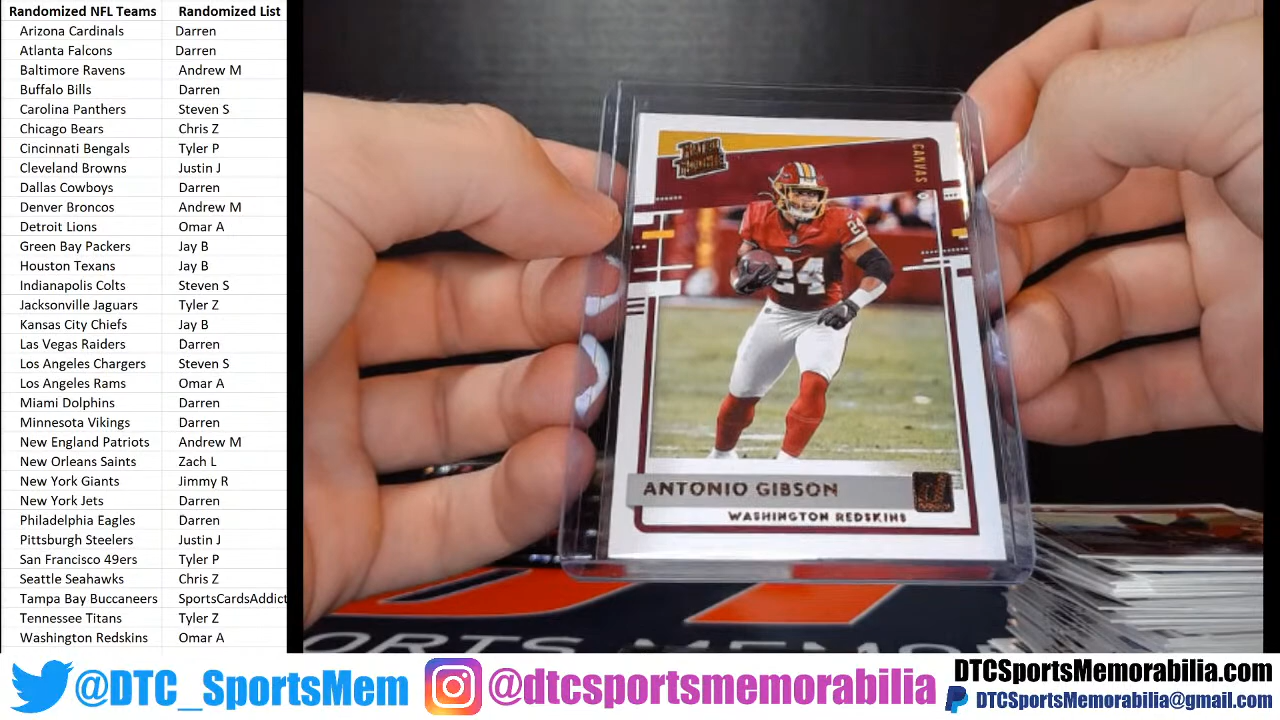 Randomized NFL Teams Randomized List
Arizona Cardinals Darren
Atlanta Falcons Darren
Baltimore Ravens Andrew M
Buffalo Bills Darren
Carolina Panthers Steven S
Chicago Bears Chris Z
Cincinnati Bengals Tyler P
Cleveland Browns Justin J
Dallas Cowboys Darren
Denver Broncos Andrew M
Detroit Lions Omar A
Green Bay Packers Jay B
Houston Texans Jay B
Indianapolis Colts Steven S
Jacksonville Jaguars Tyler Z
Kansas City Chiefs Jay B
Las Vegas Raiders Darren
Los Angeles Chargers Steven S
Los Angeles Rams Omar A
Miami Dolphins Darren
Minnesota Vikings Darren
New England Patriots Andrew M
New Orleans Saints Zach L
New York Giants Jimmy R
New York Jets Darren
Philadelphia Eagles Darren
Pittsburgh Steelers Justin J
San Francisco 49ers Tyler P
Seattle Seahawks Chris Z
Tampa Bay Buccaneers SportsCardsAddict
Tennessee Titans Tyler Z
Washington Redskins Omar A
RATED ROOKIE
CANVAS
24
24
ANTONIO GIBSON
WASHINGTON REDSKINS
@DTC_SportsMem
@dtcsportsmemorabilia
DTCSportsMemorabilia.com
DTCSportsMemorabilia@gmail.com